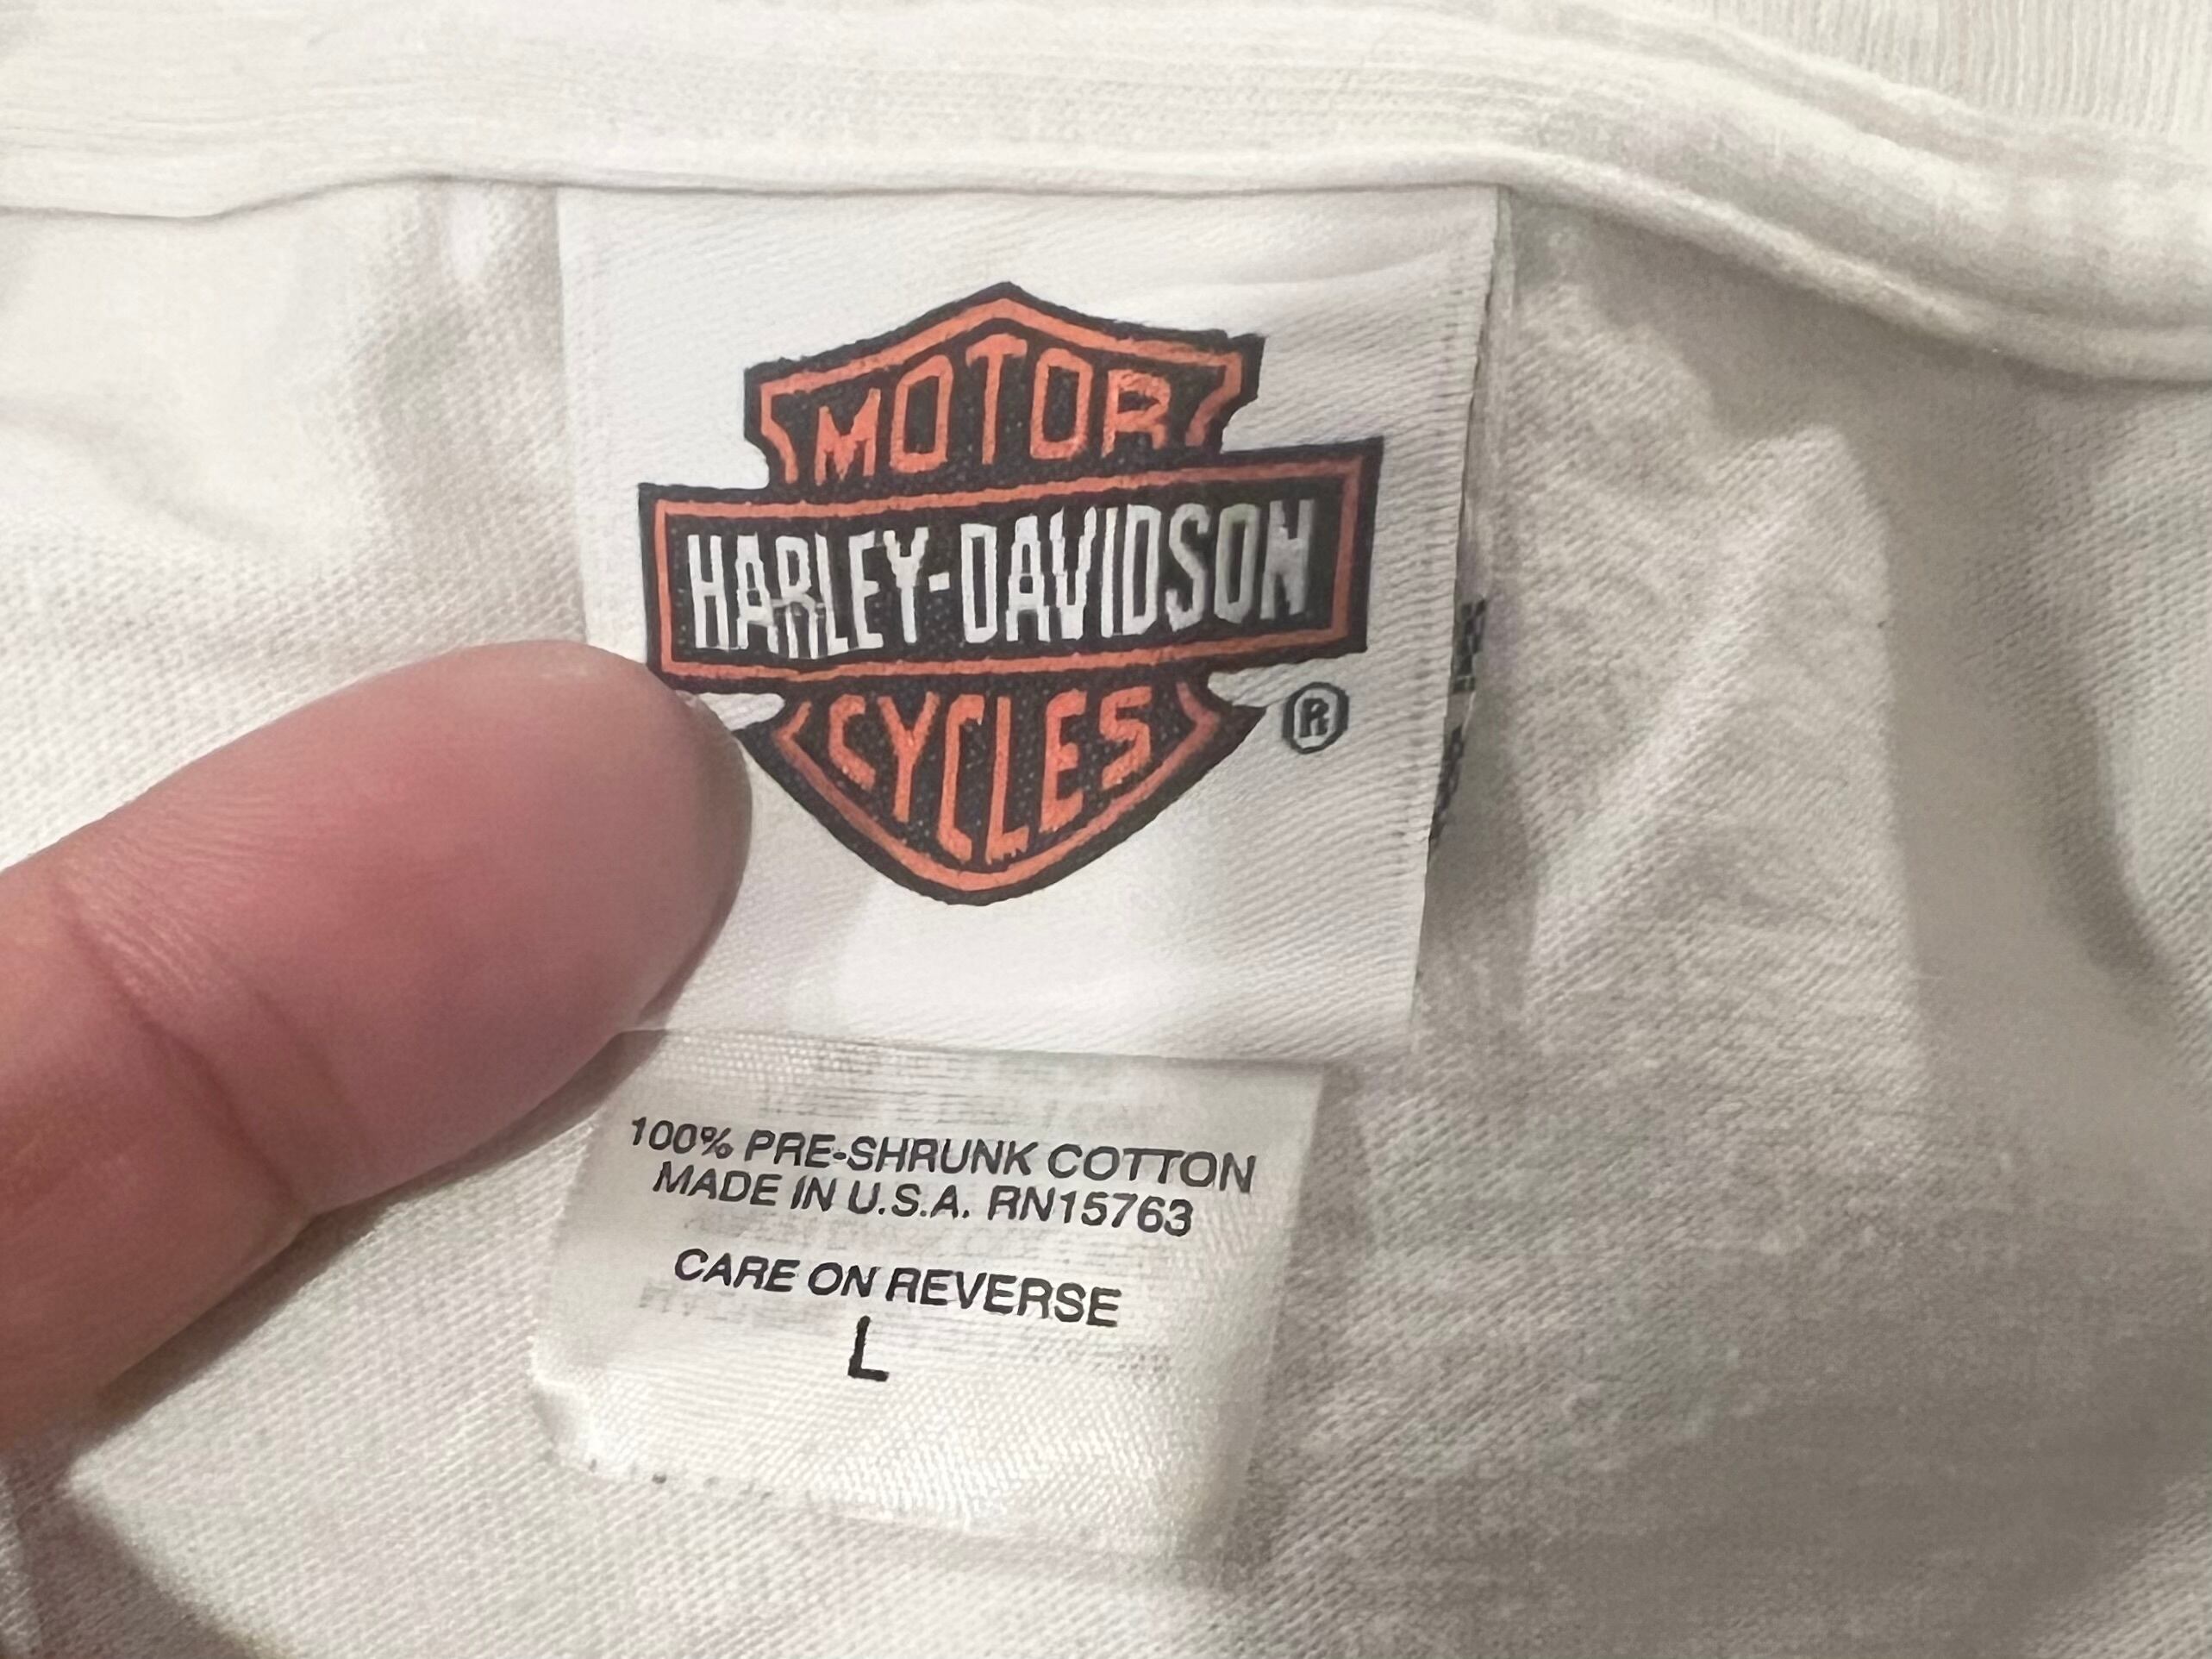 MOTOR
HARLEY-DAVIDSON
CYCLES
®
100% PRE-SHRUNK COTTON
MADE IN U.S.A. RN15763
CARE ON REVERSE
L